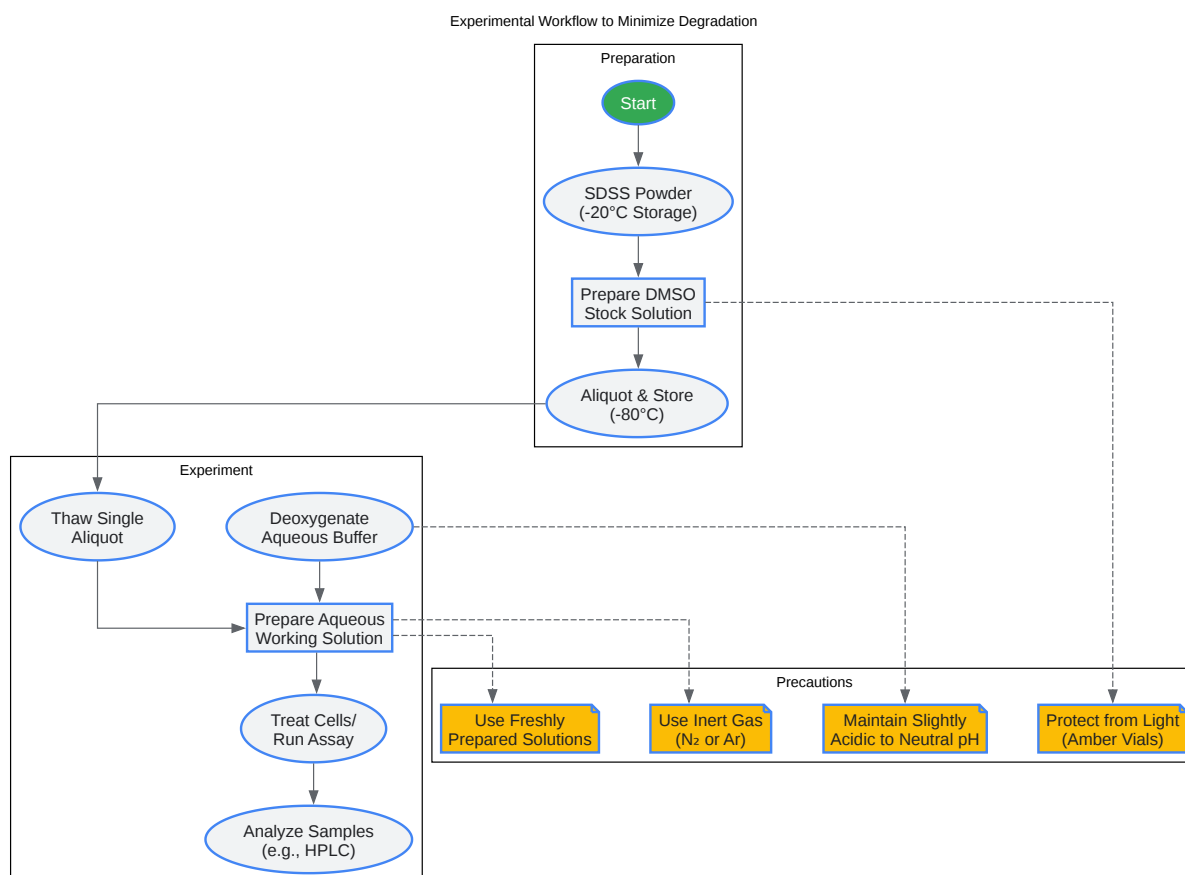 Experimental Workflow to Minimize Degradation
Preparation
Start
SDSS Powder
(-20°C Storage)
Prepare DMSO
Stock Solution
Aliquot & Store
(-80°C)
Experiment
Thaw Single
Aliquot
Deoxygenate
Aqueous Buffer
Prepare Aqueous
Working Solution
Treat Cells/
Run Assay
Analyze Samples
(e.g., HPLC)
Precautions
Use Freshly
Prepared Solutions
Use Inert Gas
(N₂ or Ar)
Maintain Slightly
Acidic to Neutral pH
Protect from Light
(Amber Vials)